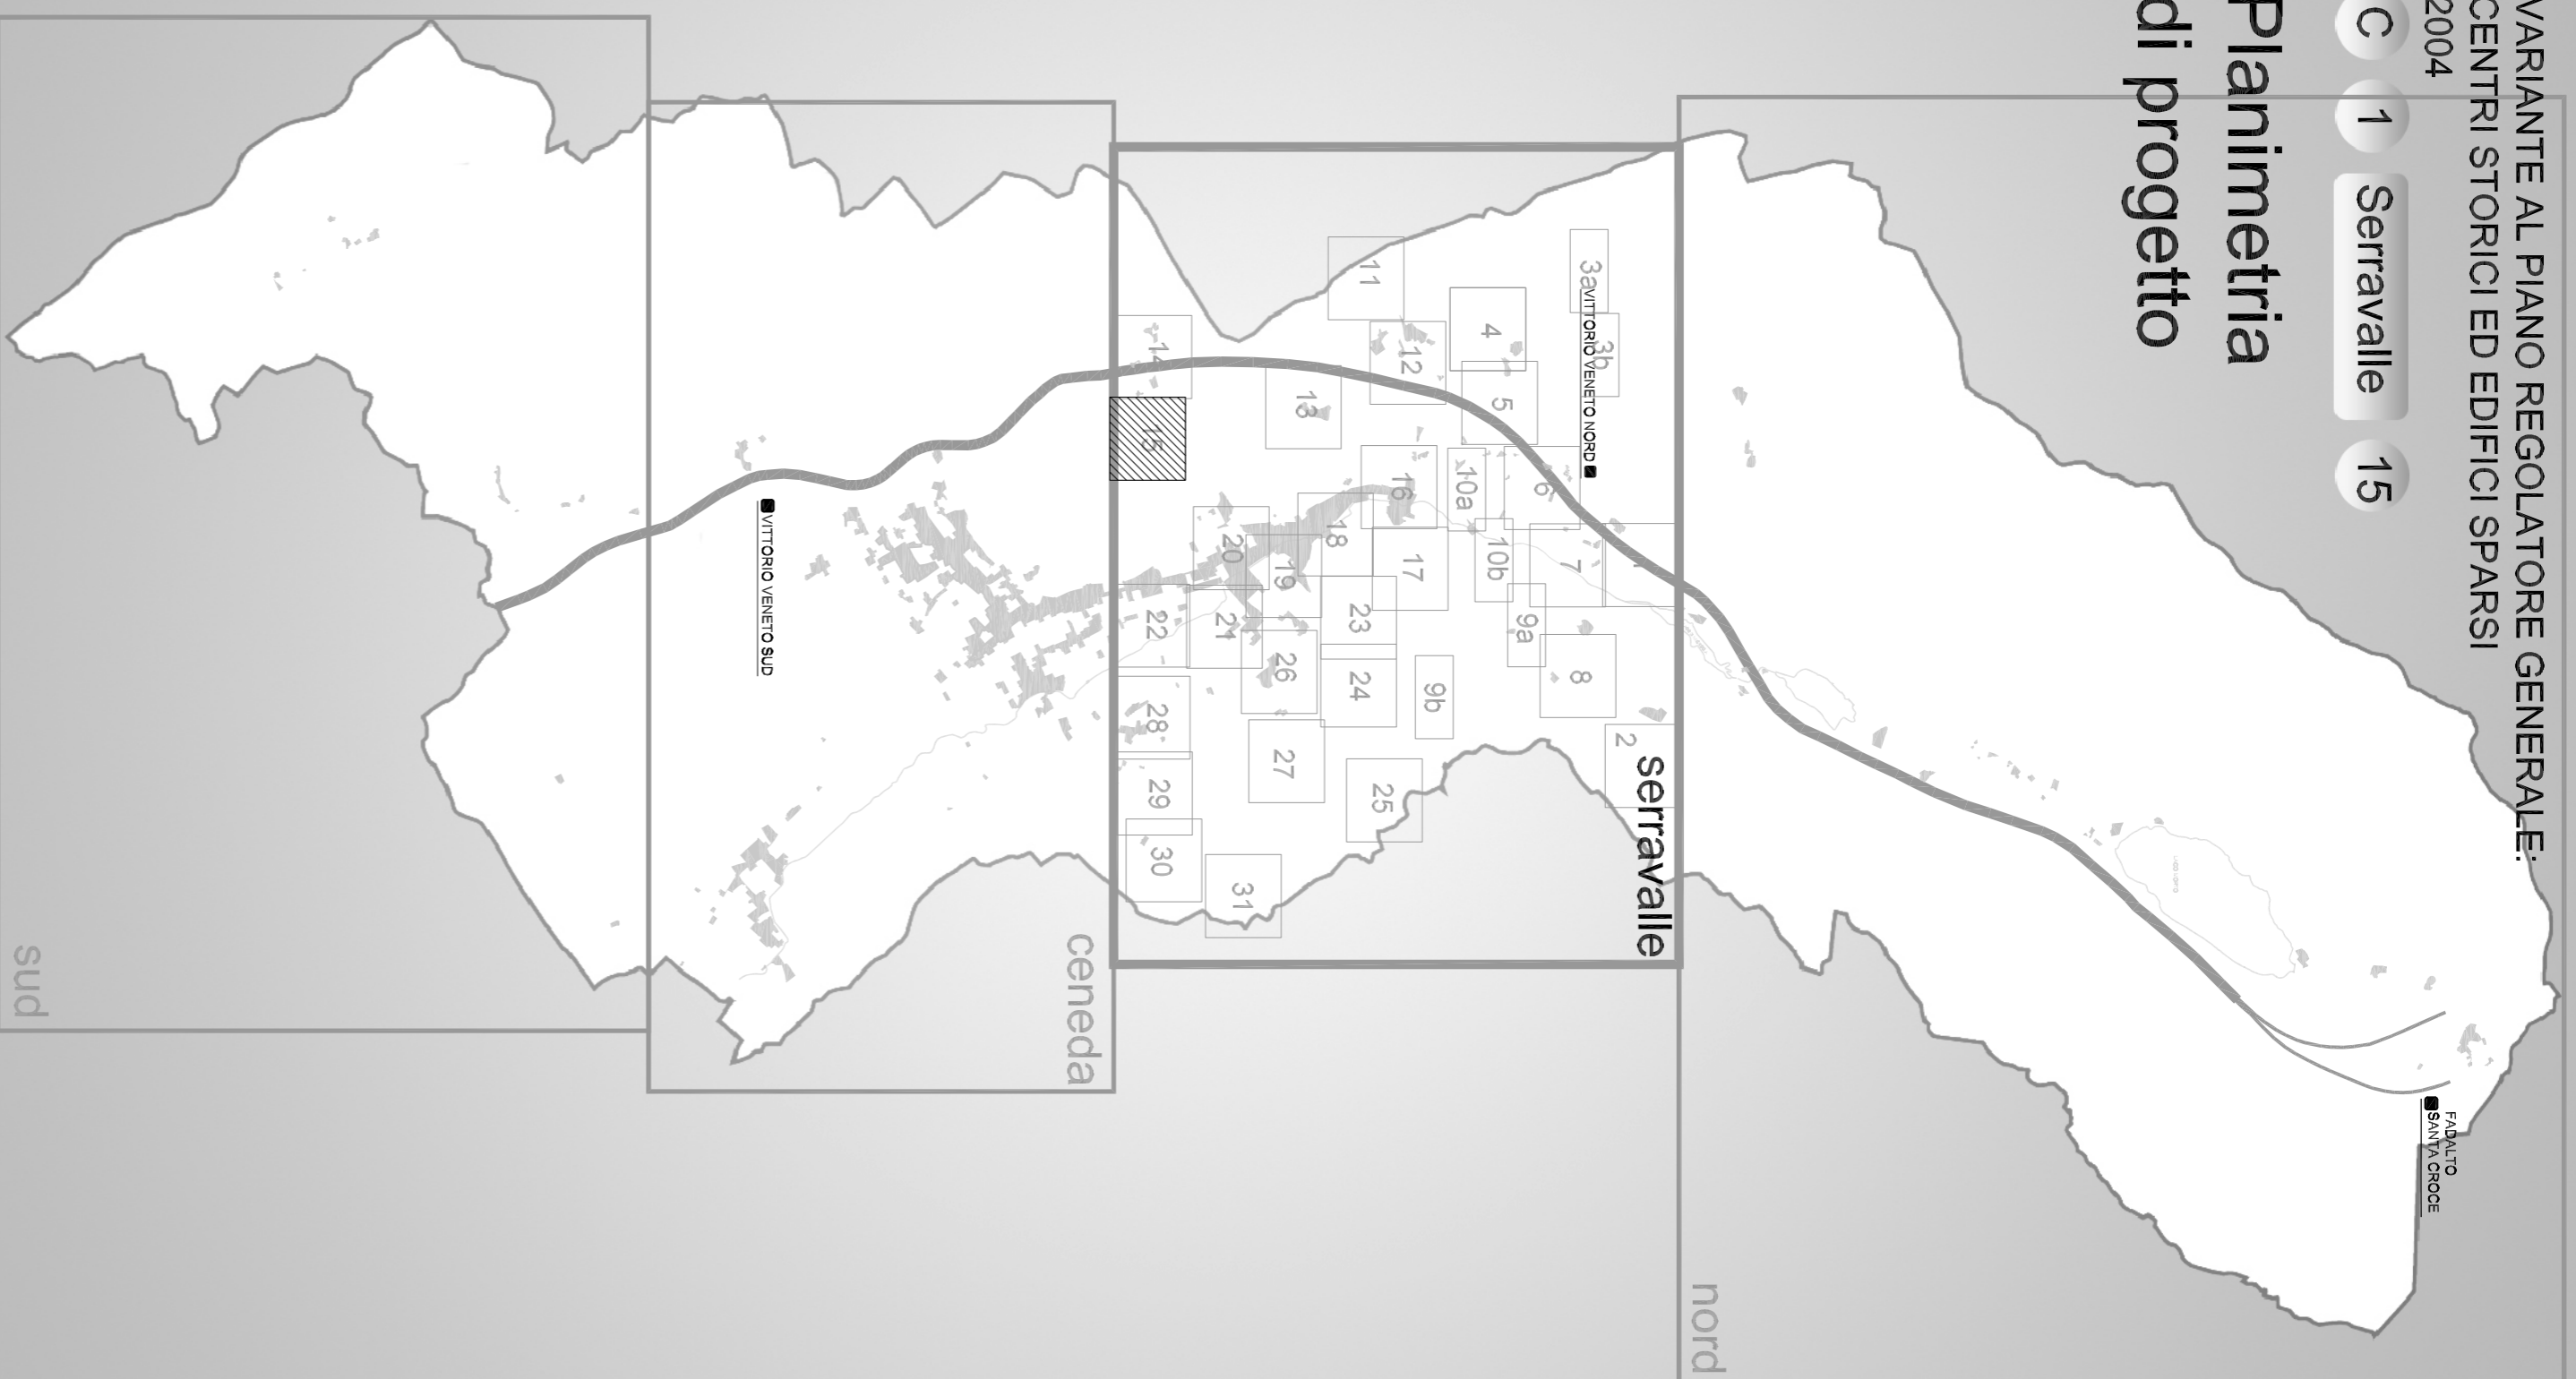 VARIANTE AL PIANO REGOLATORE GENERALE:
CENTRI STORICI ED EDIFICI SPARSI
2004
C 1 Serravalle 15
Planimetria
di progetto
FADALTO
SANTA CROCE
nord
Serravalle
2
3a
3b
VITTORIO VENETO NORD
8
7
6
9a
5
4
10b
10a
9b
17
16
12
25
11
24
23
18
13
27
26
19
31
21
20
30
29
28
22
14
15
ceneda
VITTORIO VENETO SUD
sud